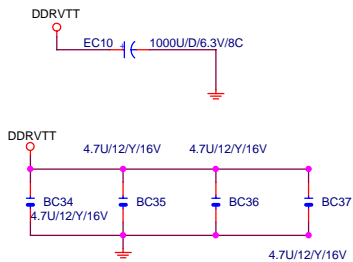 DDRVTT
EC10
1000U/D/6.3V/8C
+
DDRVTT
4.7U/12/Y/16V
4.7U/12/Y/16V
BC34
BC35
BC36
BC37
4.7U/12/Y/16V
4.7U/12/Y/16V